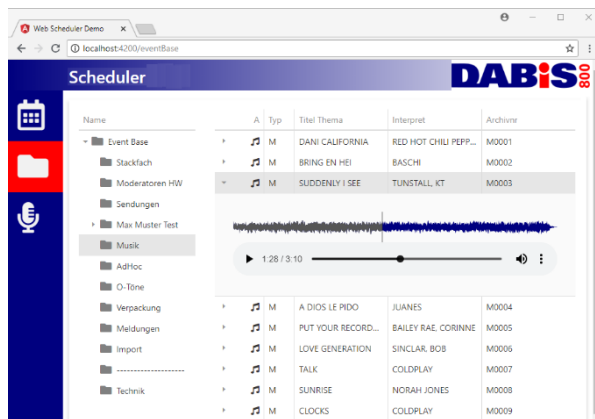 Web Scheduler Demo
localhost:4200/eventBase
Scheduler
DABiS 800
Name
Event Base
Stackfach
Moderatoren HW
Sendungen
Max Muster Test
Musik
AdHoc
O-Töne
Verpackung
Meldungen
Import
--------------------
Technik
A Typ Titel Thema Interpret Archivnr
M DANI CALIFORNIA RED HOT CHILI PEPP... M0001
M BRING EN HEI BASCHI M0002
M SUDDENLY I SEE TUNSTALL, KT M0003
1:28 / 3:10
M A DIOS LE PIDO JUANES M0004
M PUT YOUR RECORD... BAILEY RAE, CORINNE M0005
M LOVE GENERATION SINCLAR, BOB M0006
M TALK COLDPLAY M0007
M SUNRISE NORAH JONES M0008
M CLOCKS COLDPLAY M0009